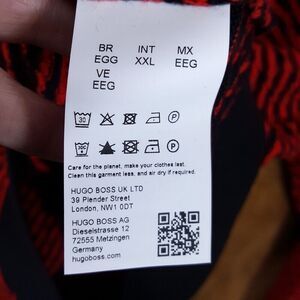 BR INT MX
EGG XXL EEG
VE
EEG
30
P
P
Care for the planet, make your clothes last.
Clean this garment less, and air dry if required.
HUGO BOSS UK LTD
39 Plender Street
London, NW1 0DT
HUGO BOSS AG
Dieselstrasse 12
72555 Metzingen
Germany
hugoboss.com